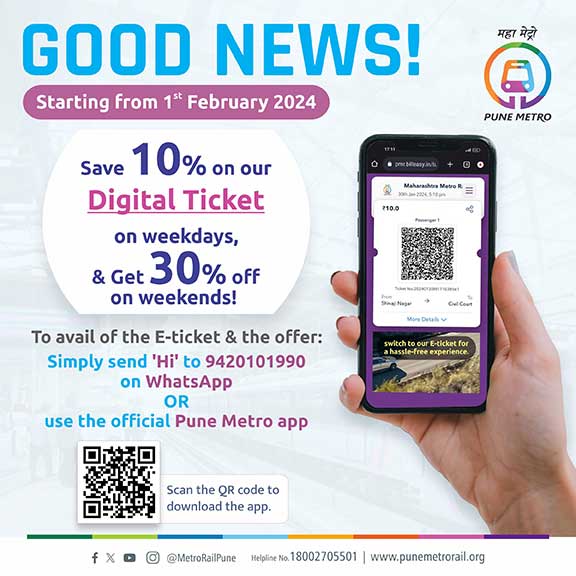 GOOD NEWS!
महा मेट्रो
PUNE METRO
Starting from 1st February 2024
Save 10% on our
Digital Ticket
on weekdays,
& Get 30% off
on weekends!
To avail of the E-ticket & the offer:
Simply send 'Hi' to 9420101990
on WhatsApp
OR
use the official Pune Metro app
Scan the QR code to
download the app.
17:11
pmr.billeasy.in/s
Maharashtra Metro R
30th Jan 2024, 5:10 pm
₹10.0
Passenger 1
Ticket No.
From To
Shivaji Nagar → Civil Court
More Details
switch to our E-ticket for
a hassle-free experience.
@MetroRailPune Helpline No. 18002705501 | www.punemetrorail.org